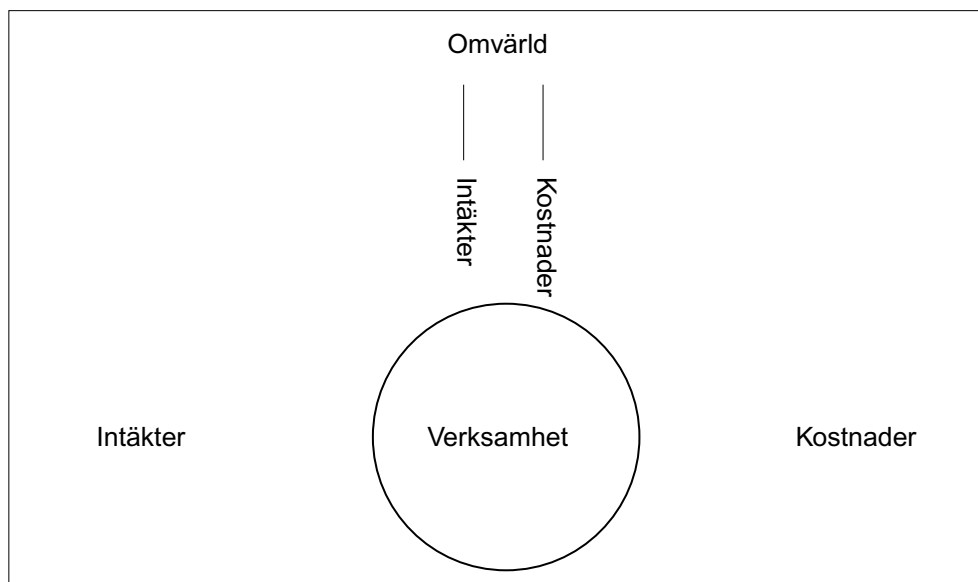 Omvärld
Intäkter
Kostnader
Intäkter
Verksamhet
Kostnader